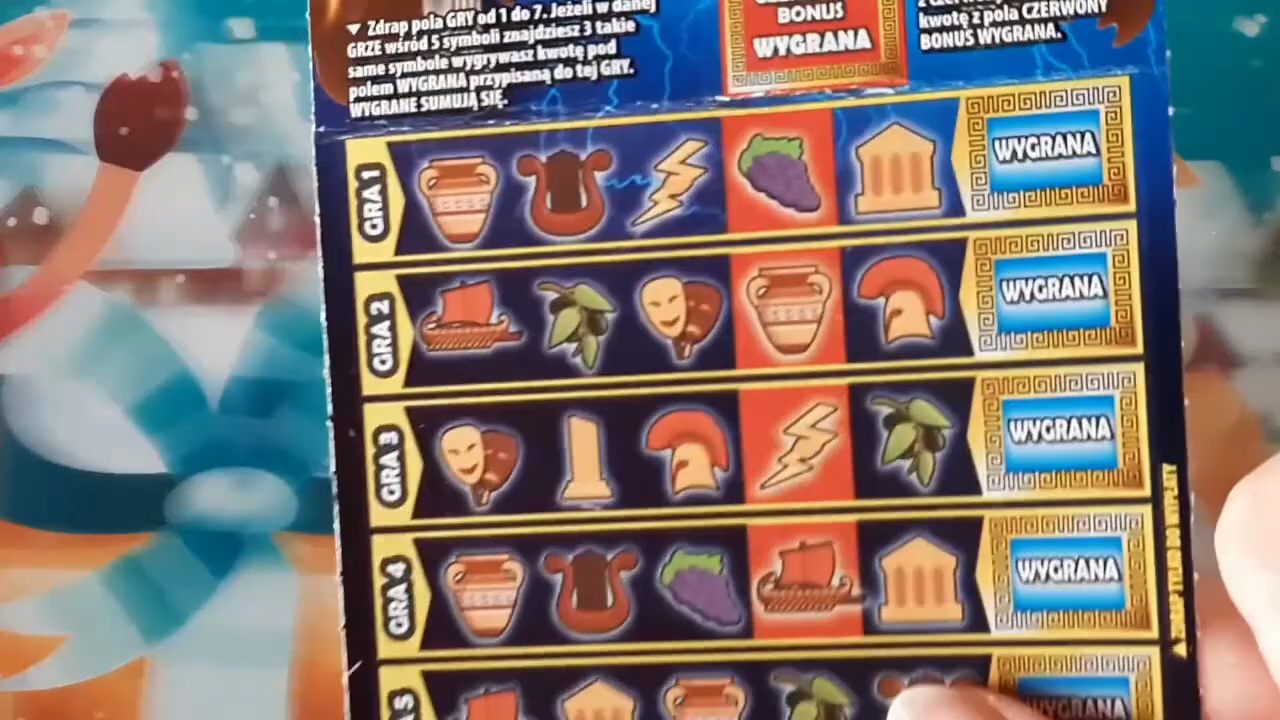 ▼ Zdrap pola GRY od 1 do 7. Jeżeli w danej
GRZE wśród 5 symboli znajdziesz 3 takie
same symbole wygrywasz kwotę pod
polem WYGRANA przypisaną do tej GRY.
WYGRANE SUMUJĄ SIĘ.
BONUS
WYGRANA
kwotę z pola CZERWONY
BONUS WYGRANA.
GRA 1
WYGRANA
GRA 2
WYGRANA
GRA 3
WYGRANA
GRA 4
WYGRANA
5
WYGRANA